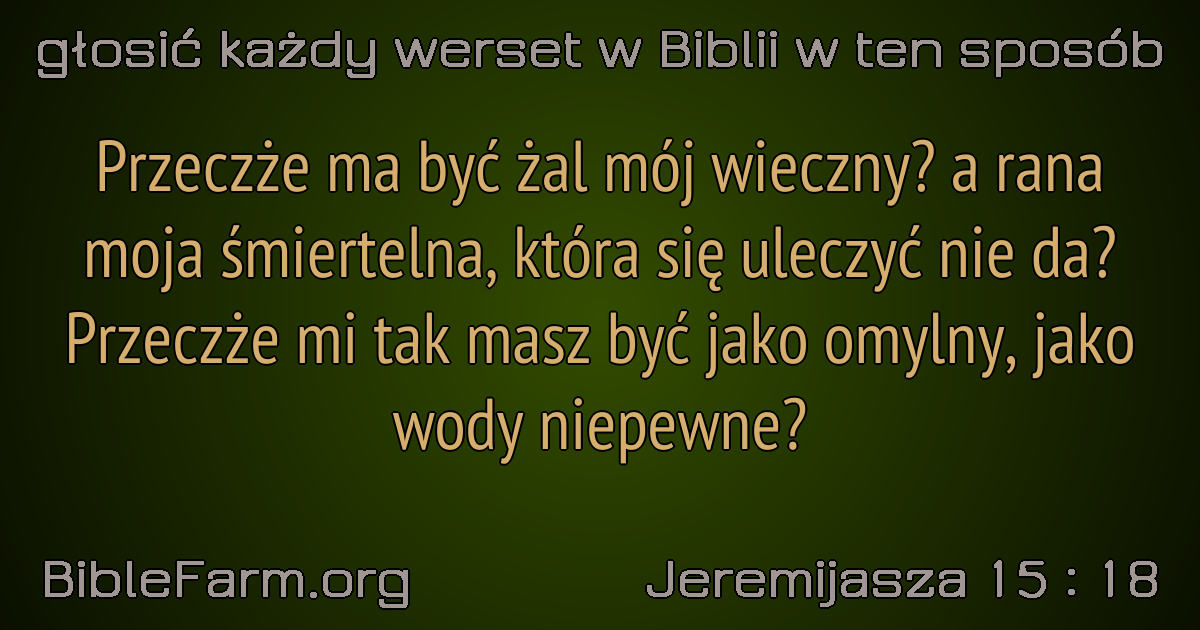 głosić każdy werset w Biblii w ten sposób
Przeczże ma być żal mój wieczny? a rana
moja śmiertelna, która się uleczyć nie da?
Przeczże mi tak masz być jako omylny, jako
wody niepewne?
BibleFarm.org
Jeremijasza 15 : 18